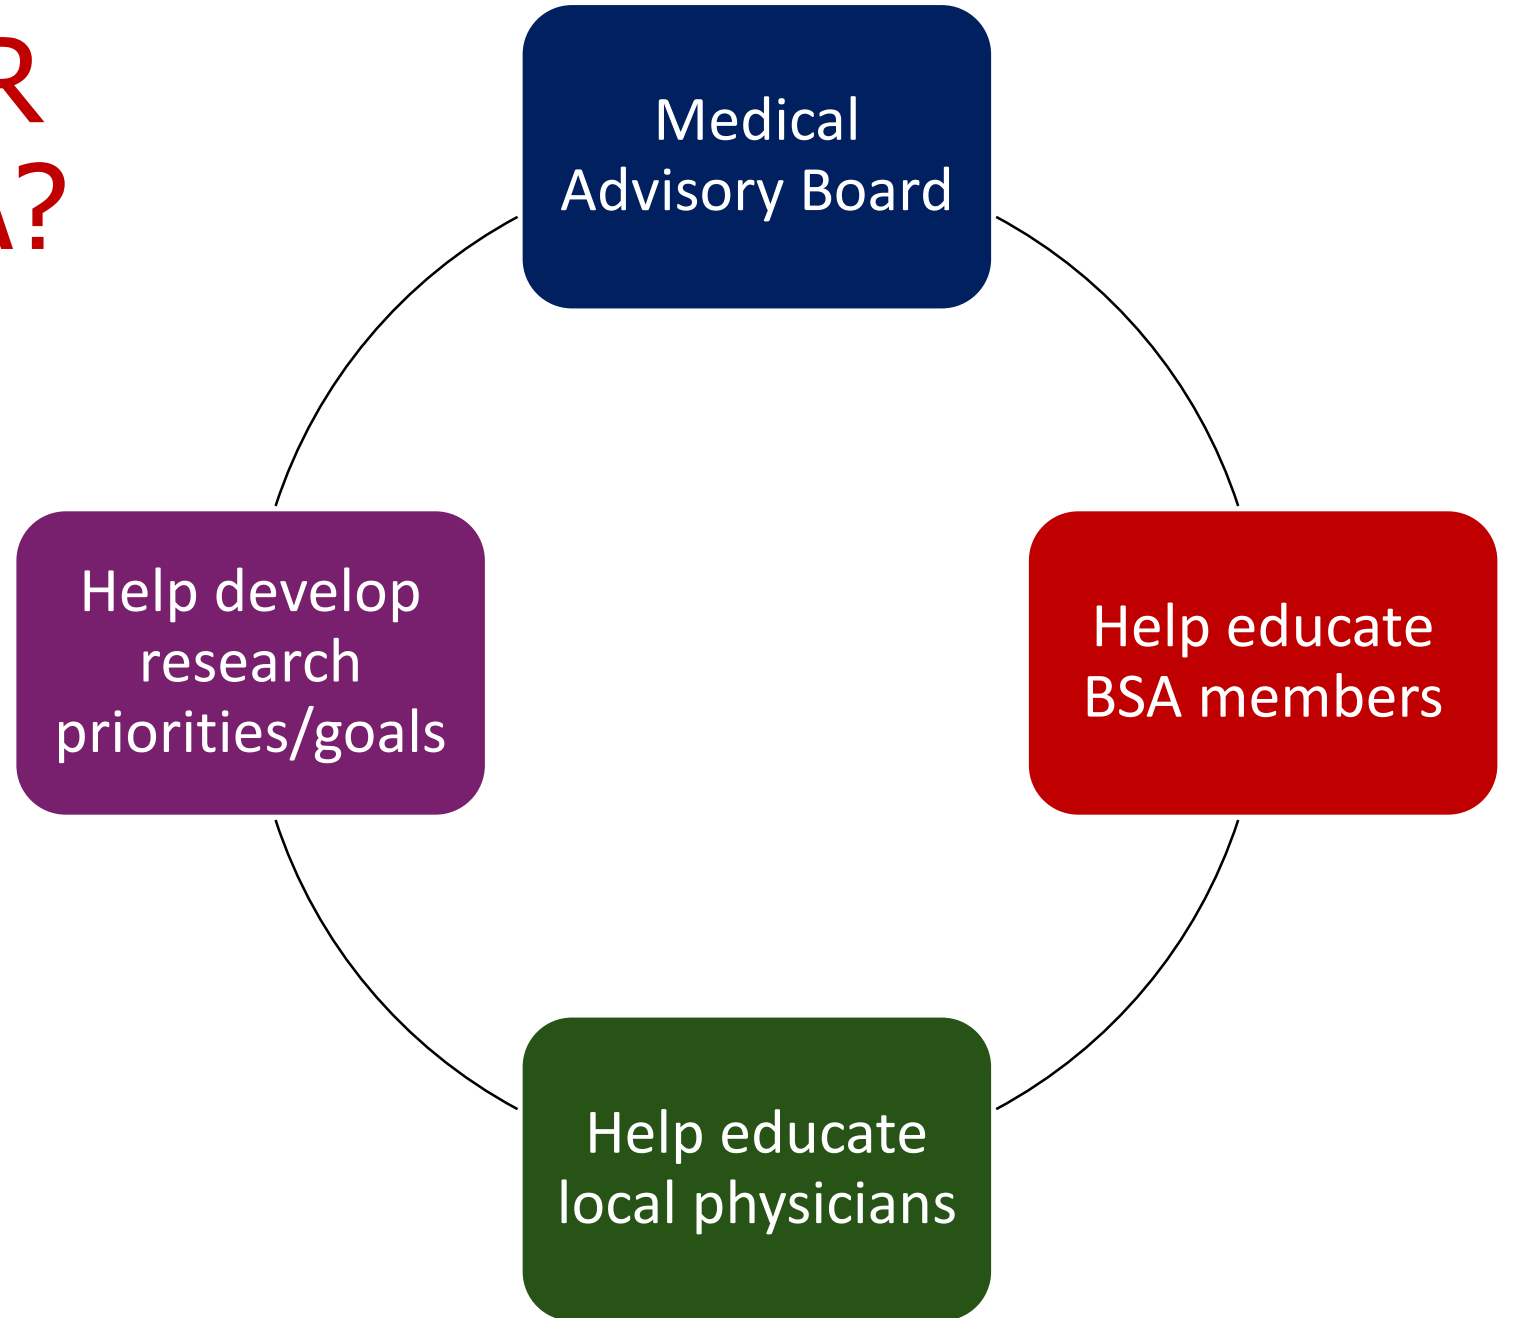 R
A?
Medical
Advisory Board
Help develop
research
priorities/goals
Help educate
BSA members
Help educate
local physicians